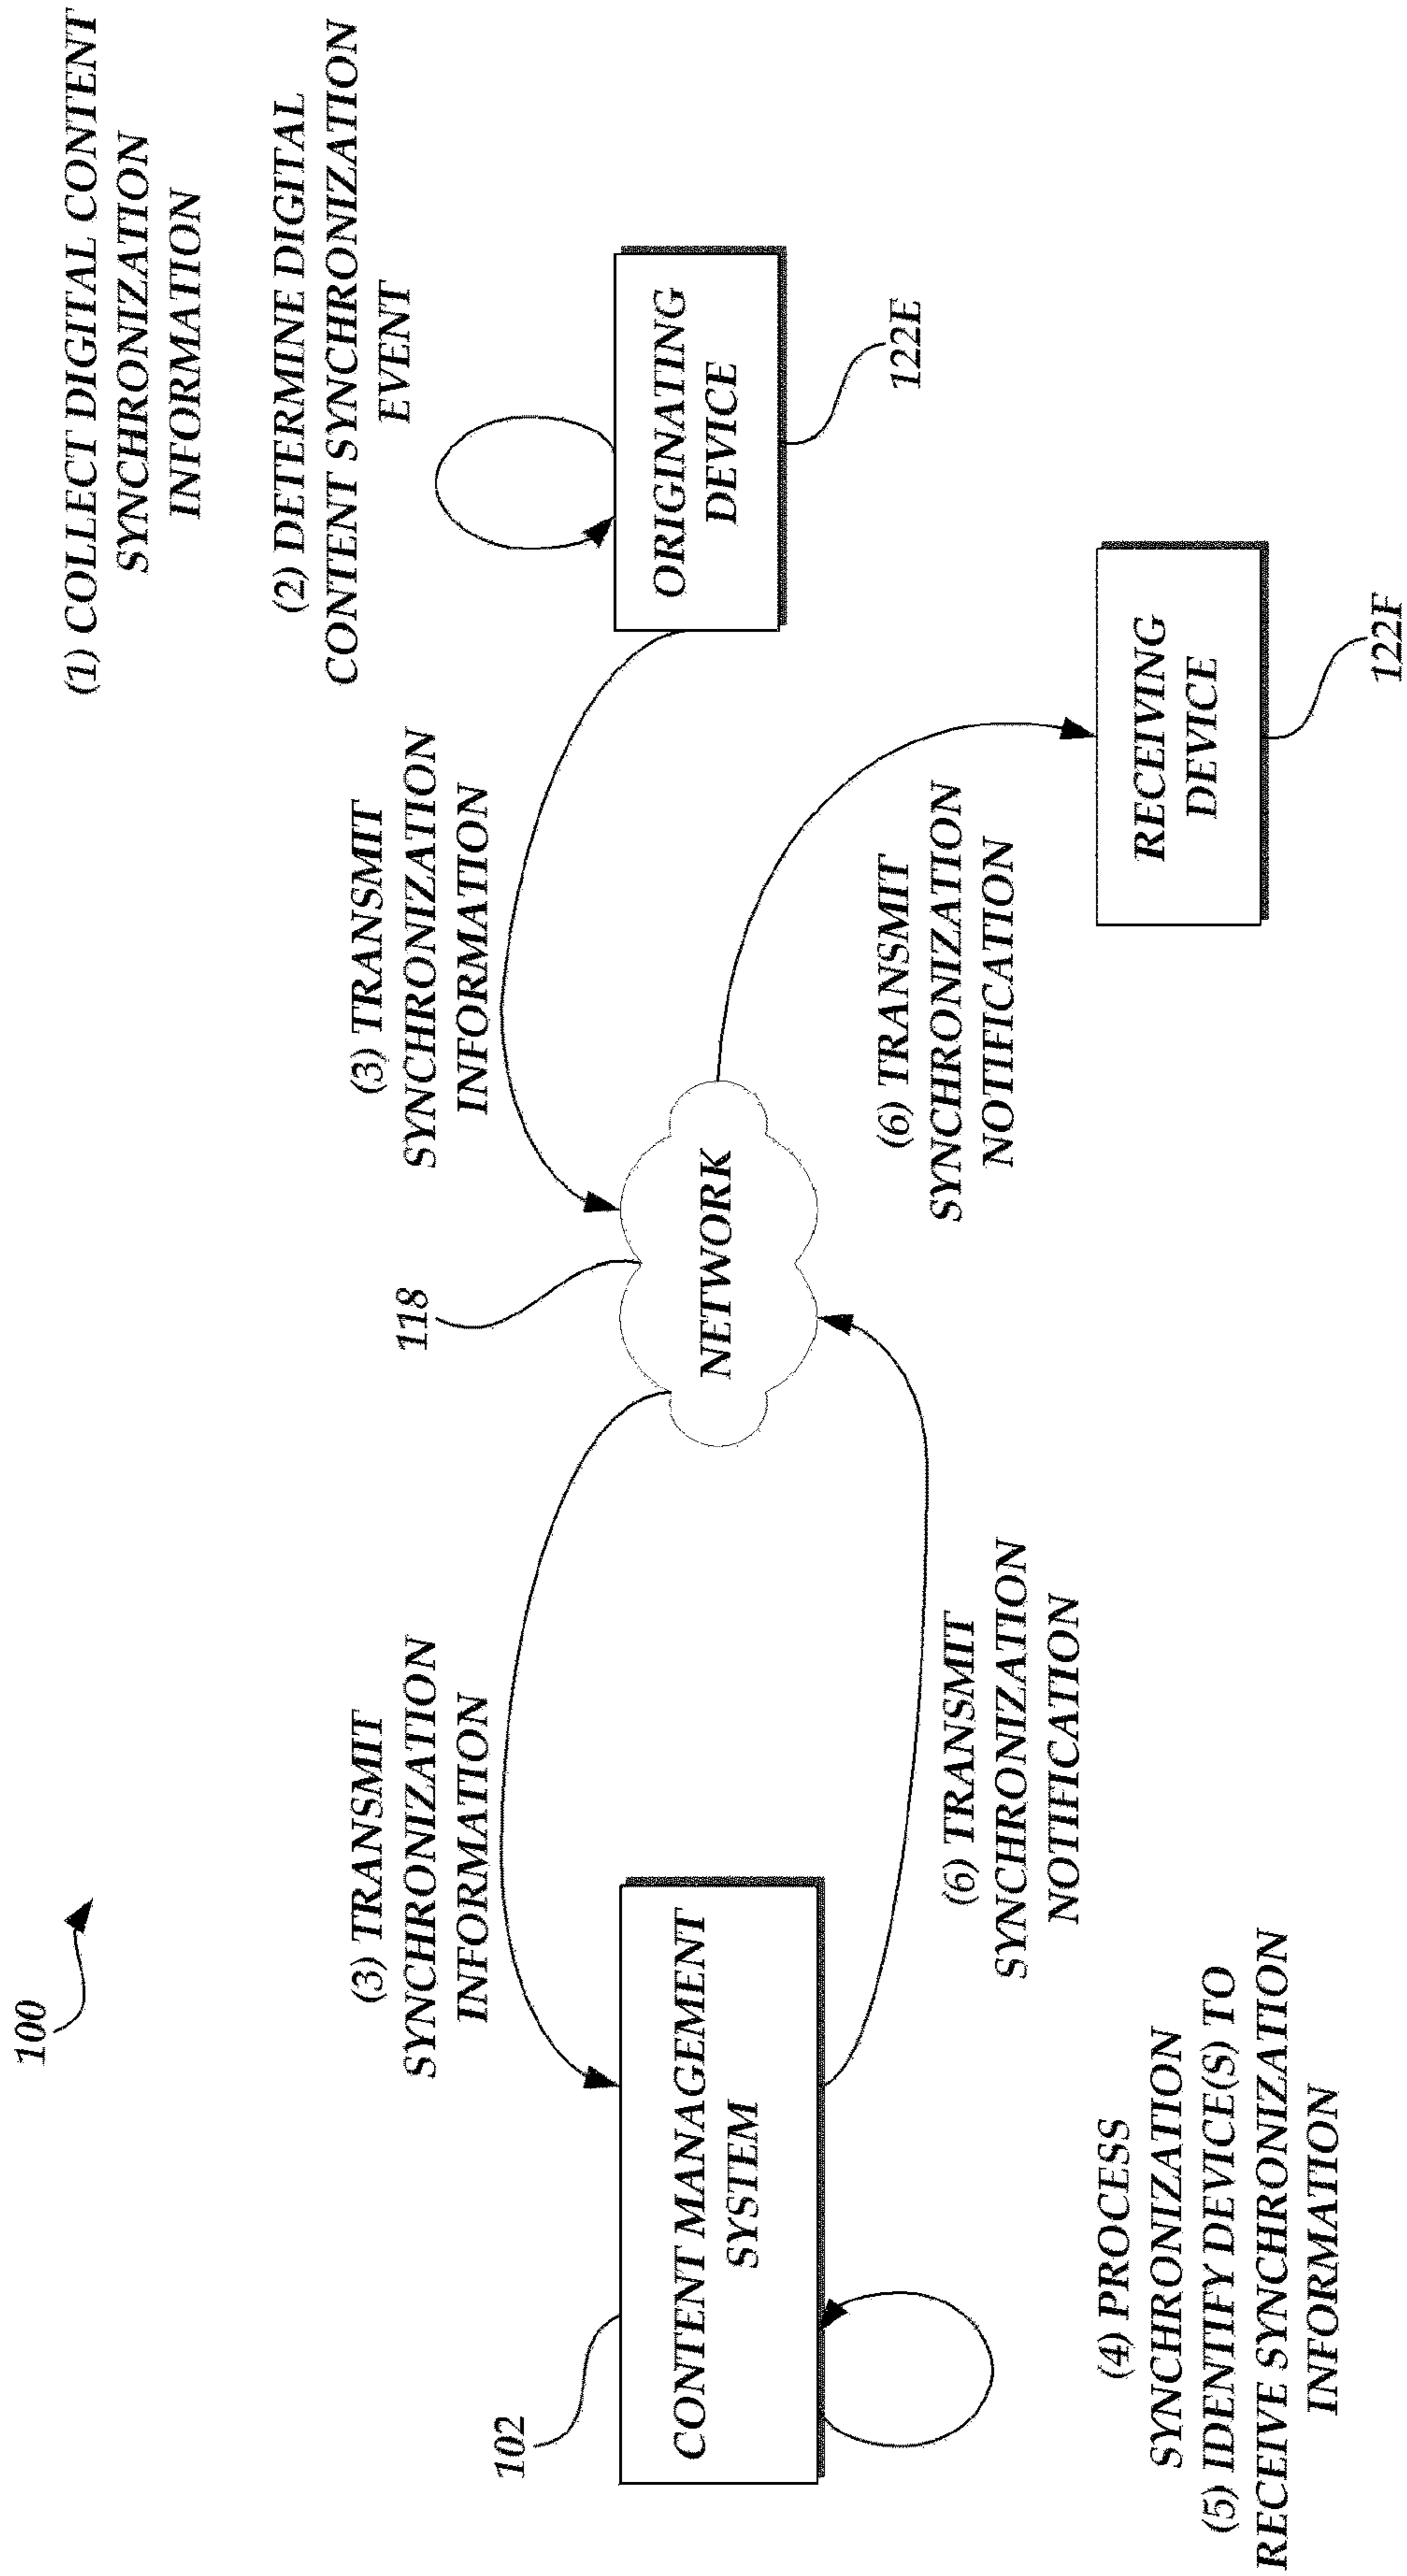 100
(1) COLLECT DIGITAL CONTENT
SYNCHRONIZATION
INFORMATION
(2) DETERMINE DIGITAL
CONTENT SYNCHRONIZATION
EVENT
(3) TRANSMIT
SYNCHRONIZATION
INFORMATION
118
(3) TRANSMIT
SYNCHRONIZATION
INFORMATION
102
CONTENT MANAGEMENT
SYSTEM
NETWORK
ORIGINATING
DEVICE
122E
(6) TRANSMIT
SYNCHRONIZATION
NOTIFICATION
(6) TRANSMIT
SYNCHRONIZATION
NOTIFICATION
(4) PROCESS
SYNCHRONIZATION
(5) IDENTIFY DEVICE(S) TO
RECEIVE SYNCHRONIZATION
INFORMATION
RECEIVING
DEVICE
122F